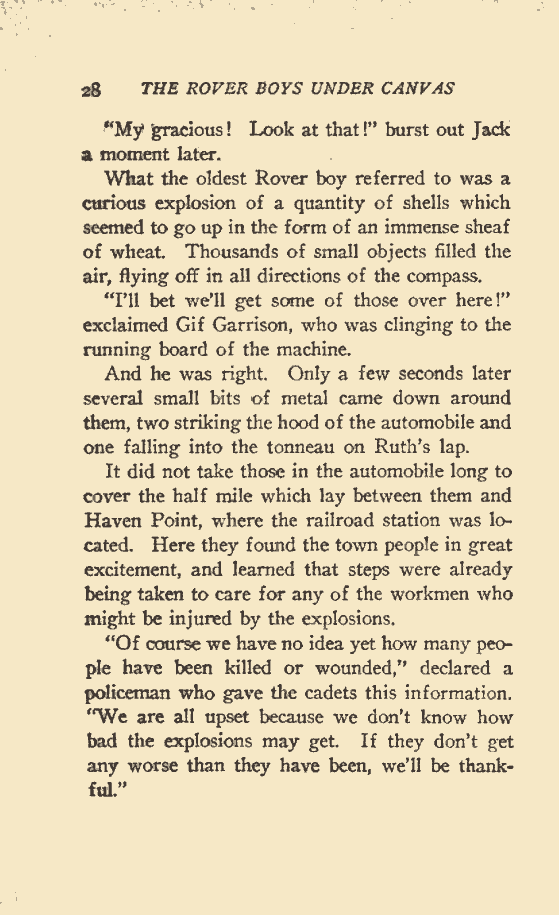 28 THE ROVER BOYS UNDER CANVAS
"My gracious! Look at that!" burst out Jack
a moment later.
What the oldest Rover boy referred to was a
curious explosion of a quantity of shells which
seemed to go up in the form of an immense sheaf
of wheat. Thousands of small objects filled the
air, flying off in all directions of the compass.
"I'll bet we'll get some of those over here!"
exclaimed Gif Garrison, who was clinging to the
running board of the machine.
And he was right. Only a few seconds later
several small bits of metal came down around
them, two striking the hood of the automobile and
one falling into the tonneau on Ruth's lap.
It did not take those in the automobile long to
cover the half mile which lay between them and
Haven Point, where the railroad station was lo-
cated. Here they found the town people in great
excitement, and learned that steps were already
being taken to care for any of the workmen who
might be injured by the explosions.
"Of course we have no idea yet how many peo-
ple have been killed or wounded," declared a
policeman who gave the cadets this information.
"We are all upset because we don't know how
bad the explosions may get. If they don't get
any worse than they have been, we'll be thank-
ful."